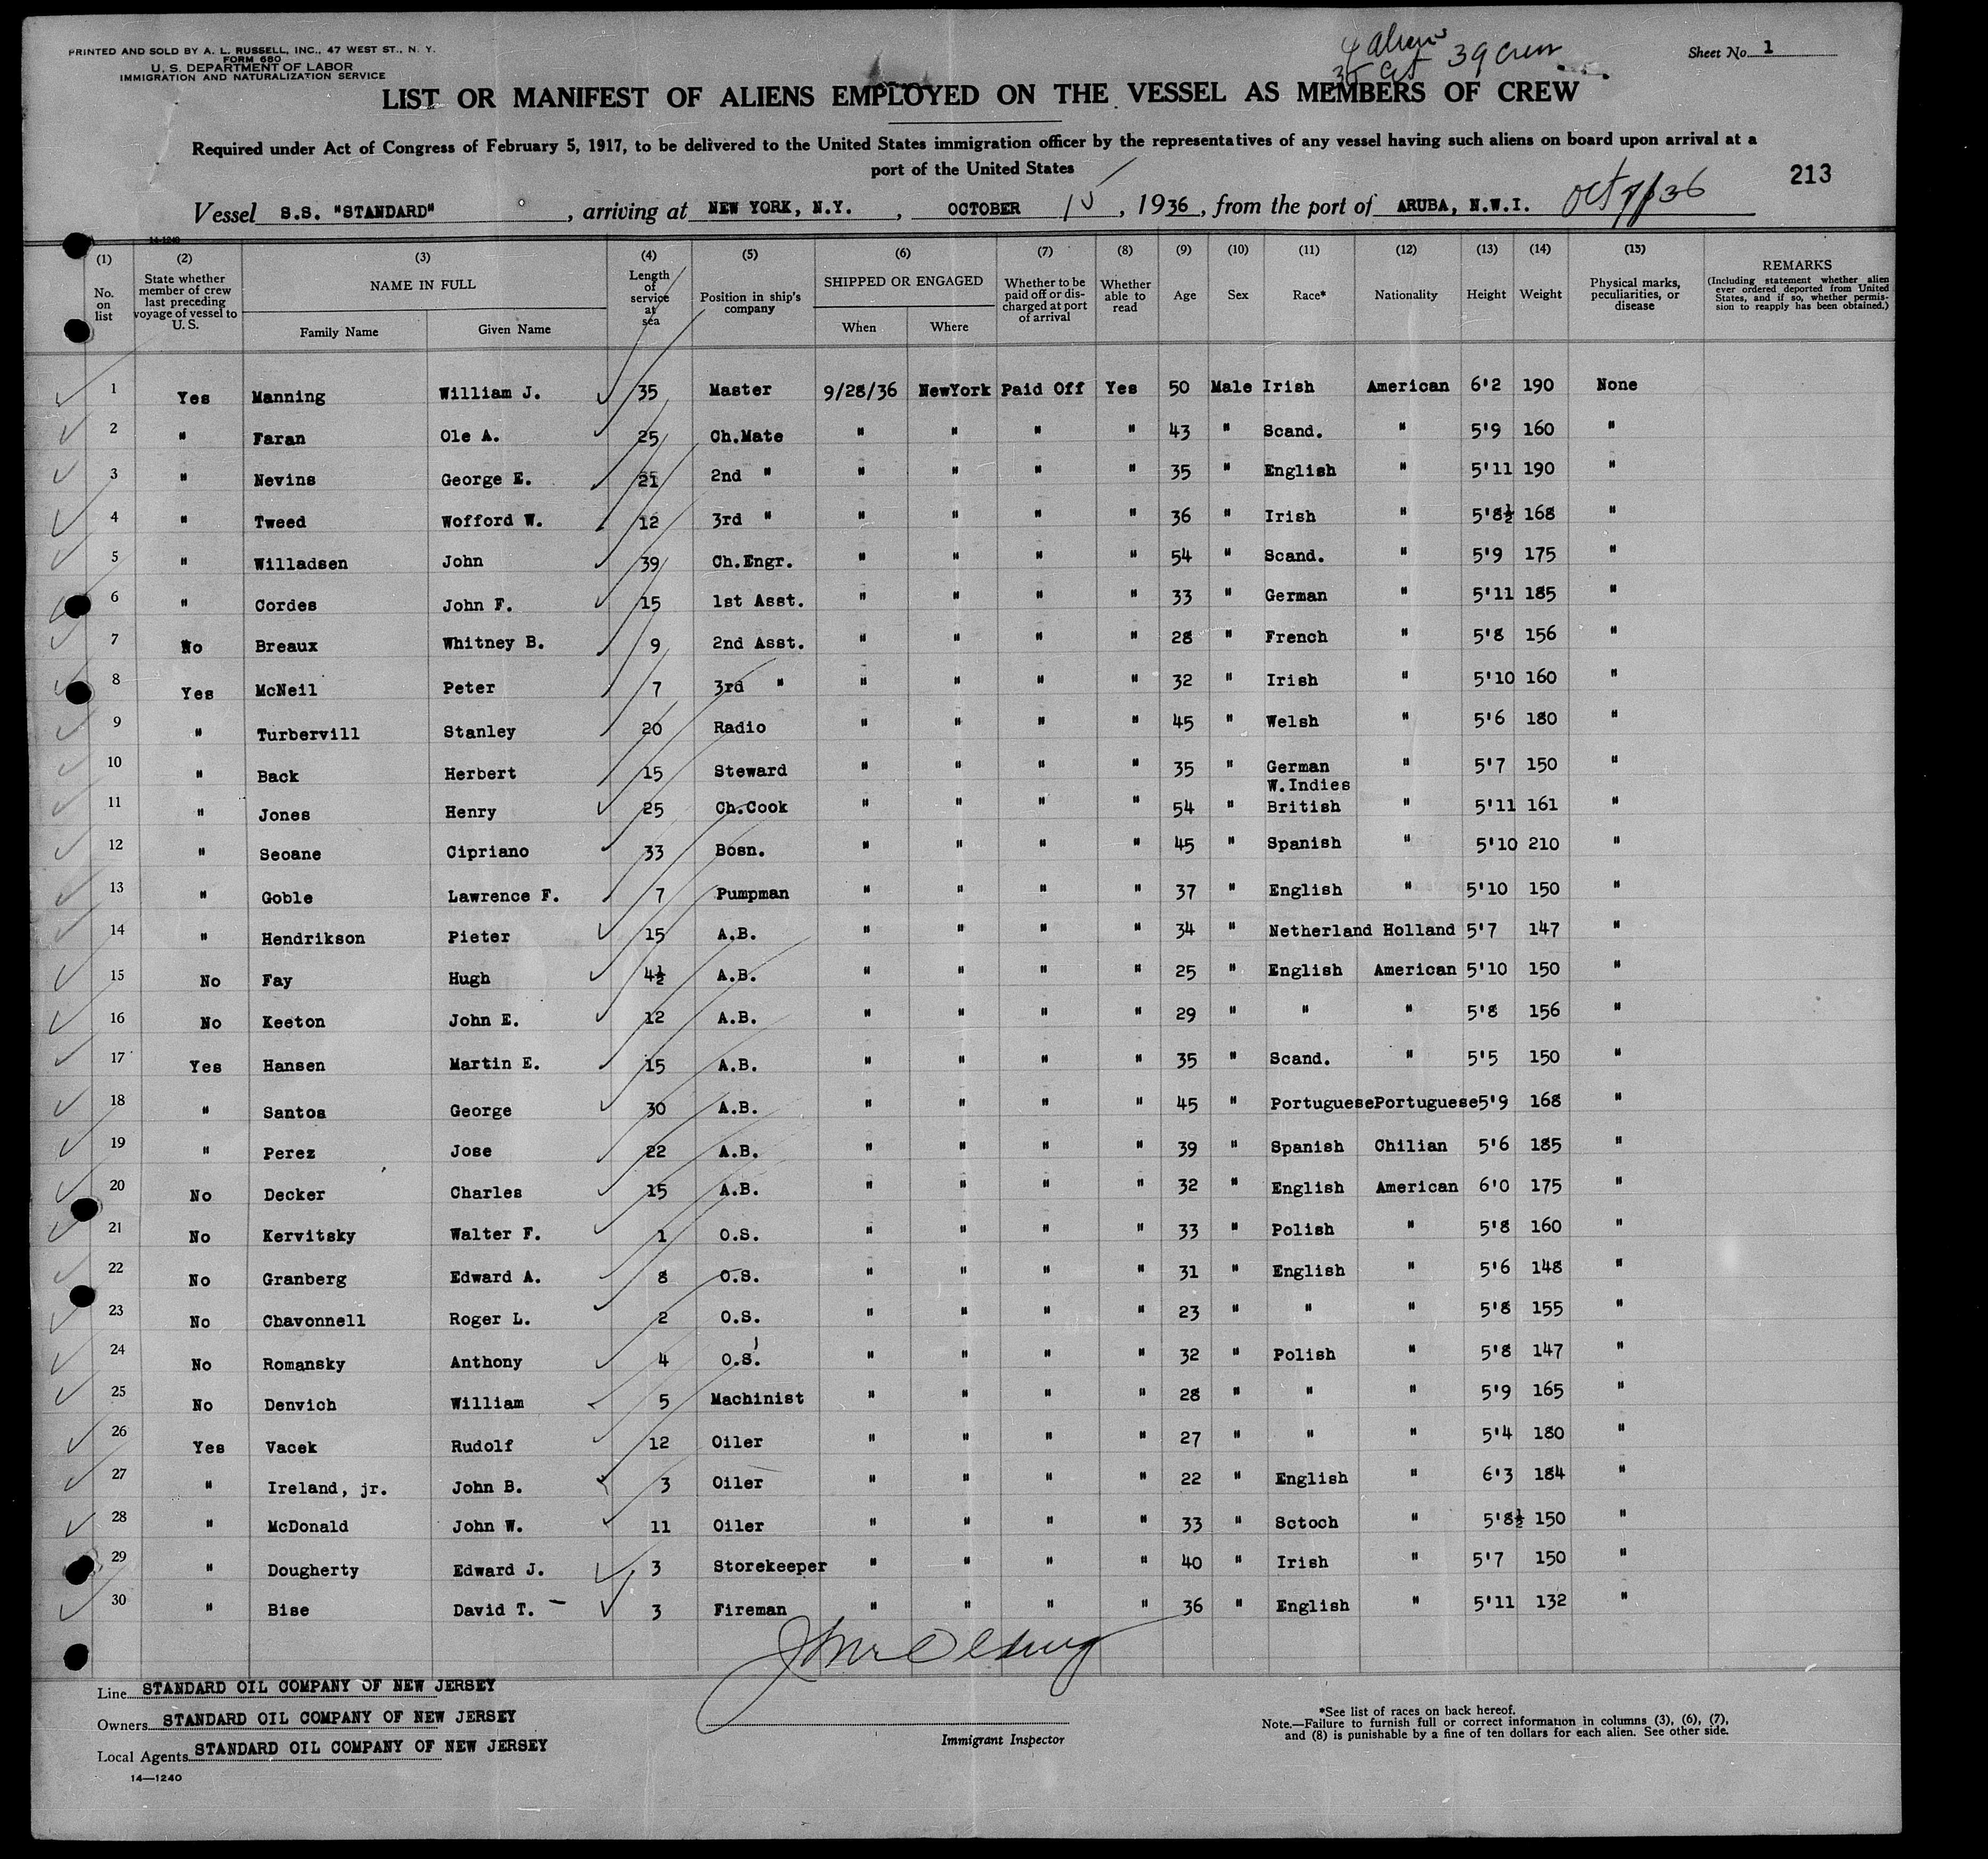 PRINTED AND SOLD BY A. L. RUSSELL, INC., 47 WEST ST., N. Y.
FORM 680
U. S. DEPARTMENT OF LABOR
IMMIGRATION AND NATURALIZATION SERVICE
4 aliens
35 Cit 39 crew
Sheet No. 1
LIST OR MANIFEST OF ALIENS EMPLOYED ON THE VESSEL AS MEMBERS OF CREW
Required under Act of Congress of February 5, 1917, to be delivered to the United States immigration officer by the representatives of any vessel having such aliens on board upon arrival at a
port of the United States
213
Vessel S.S. "STANDARD", arriving at NEW YORK, N.Y., OCTOBER 15, 1936, from the port of ARUBA, N.W.I.
14-1240
(1) No. on list (2) State whether member of crew last preceding voyage of vessel to U. S. (3) NAME IN FULL Family Name Given Name (4) Length of service at sea (5) Position in ship's company (6) SHIPPED OR ENGAGED When Where (7) Whether to be paid off or discharged at port of arrival (8) Whether able to read (9) Age (10) Sex (11) Race* (12) Nationality (13) Height (14) Weight (15) Physical marks, peculiarities, or disease REMARKS (Including statement whether alien ever ordered deported from United States, and if so, whether permission to reapply has been obtained.)
1 Yes Manning William J. 35 Master 9/28/36 NewYork Paid Off Yes 50 Male Irish American 6'2 190 None
2 " Faran Ole A. 25 Ch.Mate " " " " 43 " Scand. " 5'9 160 "
3 " Nevins George E. 21 2nd " " " " " 35 " English " 5'11 190 "
4 " Tweed Wofford W. 12 3rd " " " " " 36 " Irish " 5'8½ 168 "
5 " Willadsen John 39 Ch.Engr. " " " " 54 " Scand. " 5'9 175 "
6 " Cordes John F. 15 1st Asst. " " " " 33 " German " 5'11 185 "
7 No Breaux Whitney B. 9 2nd Asst. " " " " 28 " French " 5'8 156 "
8 Yes McNeil Peter 7 3rd " " " " " 32 " Irish " 5'10 160 "
9 " Turbervill Stanley 20 Radio " " " " 45 " Welsh " 5'6 180 "
10 " Back Herbert 15 Steward " " " " 35 " German " 5'7 150 "
W.Indies
11 " Jones Henry 25 Ch.Cook " " " " 54 " British " 5'11 161 "
12 " Seoane Cipriano 33 Bosn. " " " " 45 " Spanish " 5'10 210 "
13 " Goble Lawrence F. 7 Pumpman " " " " 37 " English " 5'10 150 "
14 " Hendrikson Pieter 15 A.B. " " " " 34 " Netherland Holland 5'7 147 "
15 No Fay Hugh 4½ A.B. " " " " 25 " English American 5'10 150 "
16 No Keeton John E. 12 A.B. " " " " 29 " " " 5'8 156 "
17 Yes Hansen Martin E. 15 A.B. " " " " 35 " Scand. " 5'5 150 "
18 " Santos George 30 A.B. " " " " 45 " Portuguese Portuguese 5'9 168 "
19 " Perez Jose 22 A.B. " " " " 39 " Spanish Chilian 5'6 185 "
20 No Decker Charles 15 A.B. " " " " 32 " English American 6'0 175 "
21 No Kervitsky Walter F. 1 O.S. " " " " 33 " Polish " 5'8 160 "
22 No Granberg Edward A. 8 O.S. " " " " 31 " English " 5'6 148 "
23 No Chavonnell Roger L. 2 O.S. " " " " 23 " " " 5'8 155 "
24 No Romansky Anthony 4 O.S. " " " " 32 " Polish " 5'8 147 "
25 No Denvich William 5 Machinist " " " " 28 " " " 5'9 165 "
26 Yes Vacek Rudolf 12 Oiler " " " " 27 " " " 5'4 180 "
27 " Ireland, jr. John B. 3 Oiler " " " " 22 " English " 6'3 184 "
28 " McDonald John W. 11 Oiler " " " " 33 " Sctoch " 5'8½ 150 "
29 " Dougherty Edward J. 3 Storekeeper " " " " 40 " Irish " 5'7 150 "
30 " Bise David T. 3 Fireman " " " " 36 " English " 5'11 132 "
Line STANDARD OIL COMPANY OF NEW JERSEY
Owners STANDARD OIL COMPANY OF NEW JERSEY
Local Agents STANDARD OIL COMPANY OF NEW JERSEY
14—1240
Immigrant Inspector
*See list of races on back hereof.
Note.—Failure to furnish full or correct information in columns (3), (6), (7),
and (8) is punishable by a fine of ten dollars for each alien. See other side.